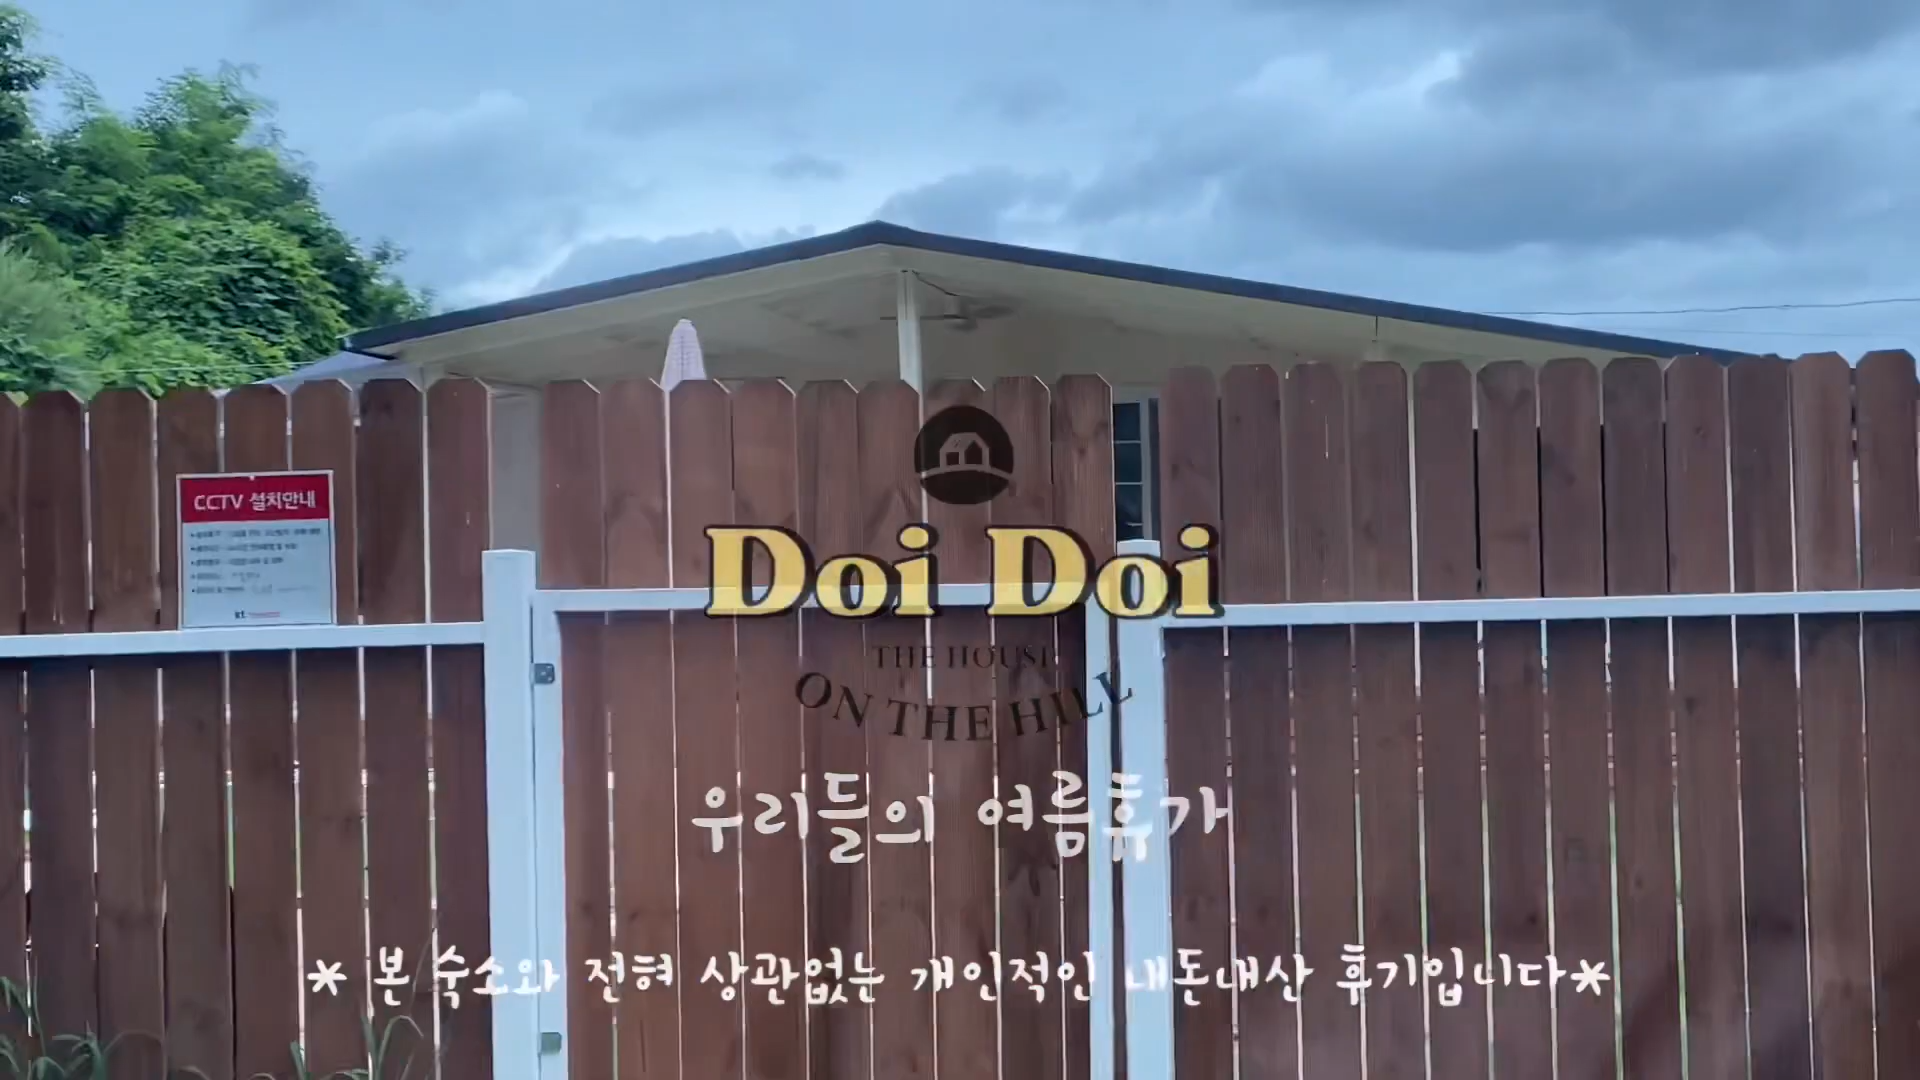 CCTV 설치안내
kt
Doi Doi
THE HOUSE
ON THE HILL
우리들의 여름휴가
* 본 숙소와 전혀 상관없는 개인적인 내돈내산 후기입니다*